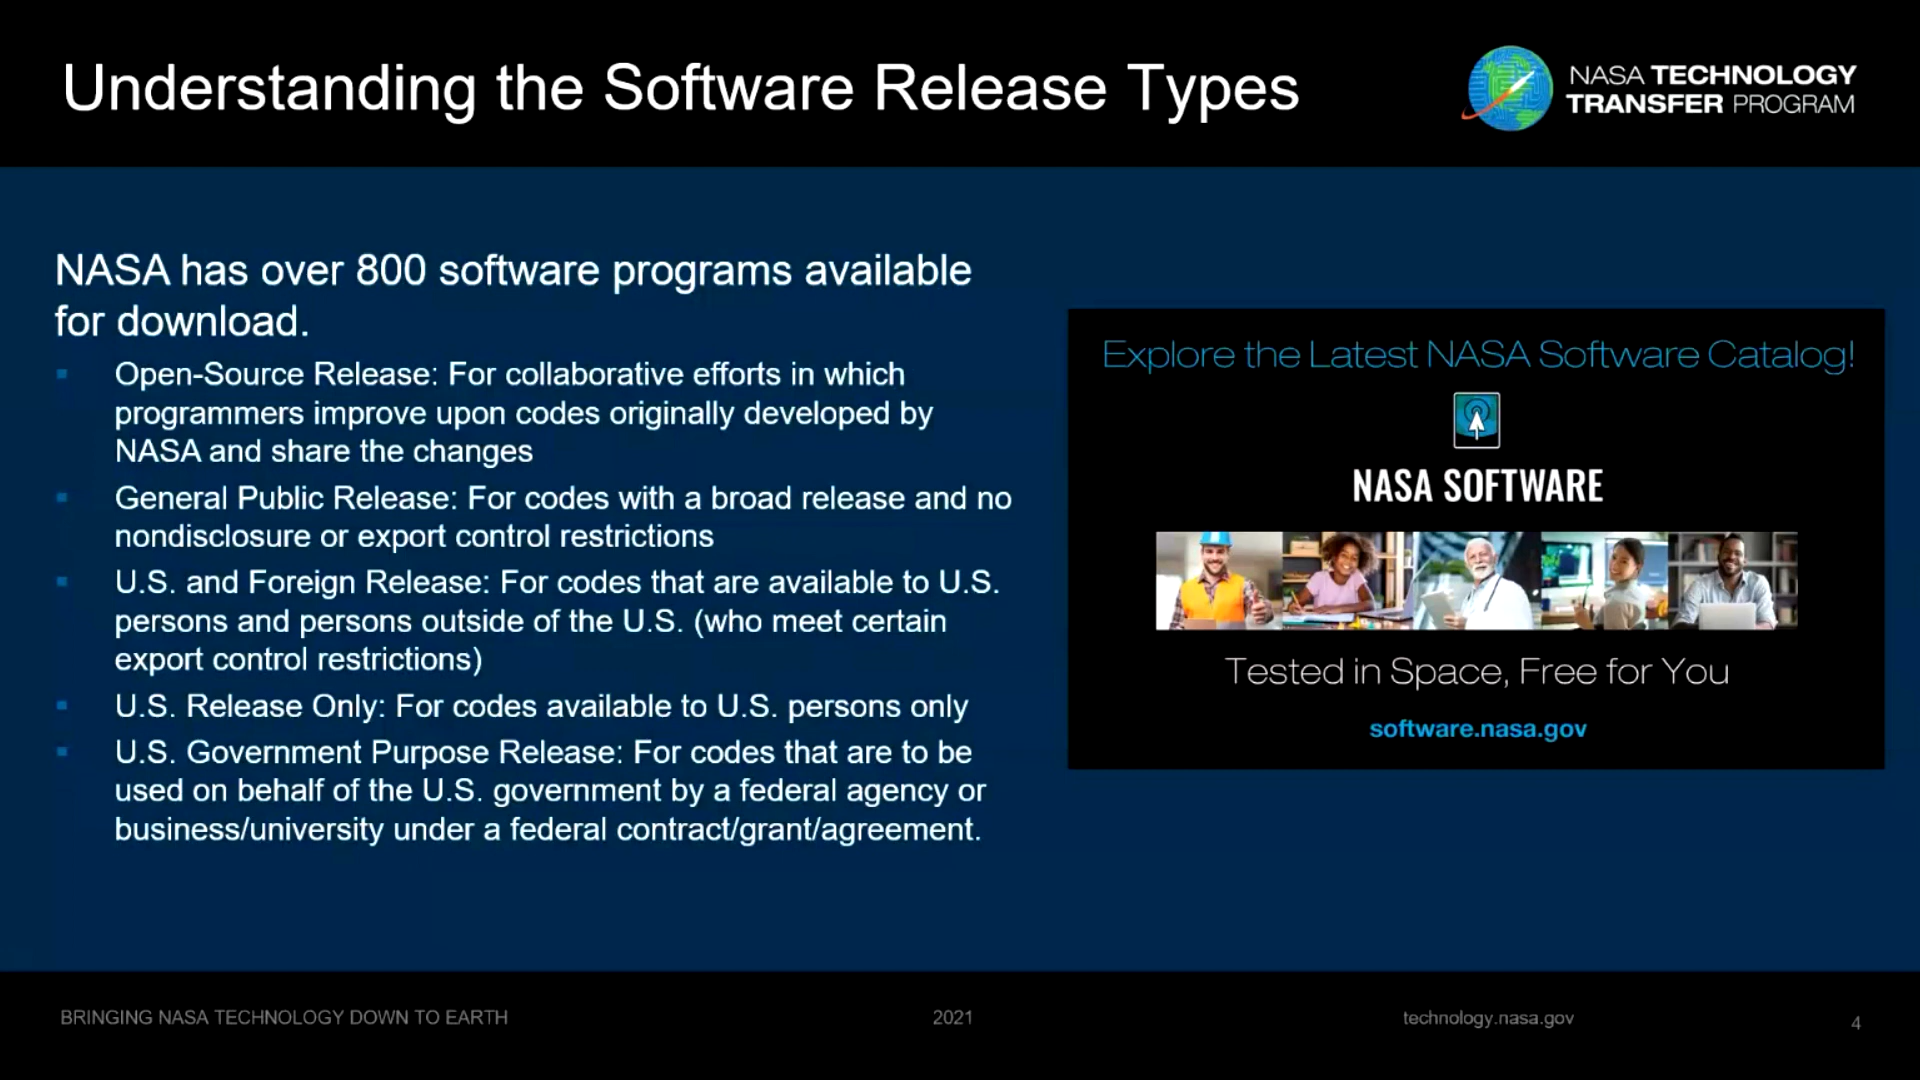 Understanding the Software Release Types
NASA TECHNOLOGY
TRANSFER PROGRAM
NASA has over 800 software programs available
for download.
Open-Source Release: For collaborative efforts in which
programmers improve upon codes originally developed by
NASA and share the changes
General Public Release: For codes with a broad release and no
nondisclosure or export control restrictions
U.S. and Foreign Release: For codes that are available to U.S.
persons and persons outside of the U.S. (who meet certain
export control restrictions)
U.S. Release Only: For codes available to U.S. persons only
U.S. Government Purpose Release: For codes that are to be
used on behalf of the U.S. government by a federal agency or
business/university under a federal contract/grant/agreement.
Explore the Latest NASA Software Catalog!
NASA SOFTWARE
Tested in Space, Free for You
software.nasa.gov
BRINGING NASA TECHNOLOGY DOWN TO EARTH
2021
technology.nasa.gov
4